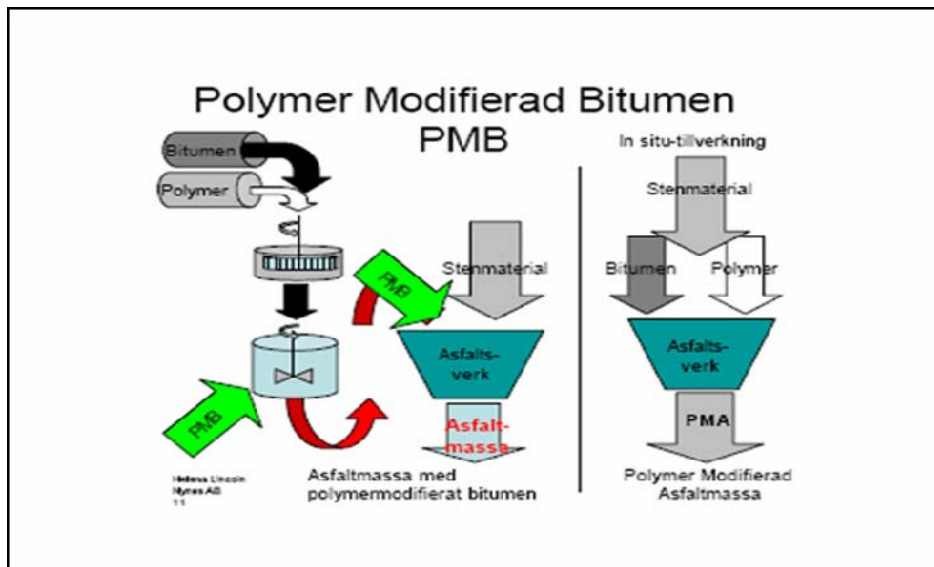 Polymer Modifierad Bitumen
PMB
Bitumen
Polymer
PMB
Stenmaterial
Asfalts-
verk
PMB
Asfalt-
massa
Asfaltmassa med
polymermodifierat bitumen
In situ-tillverkning
Stenmaterial
Bitumen
Polymer
Asfalts-
verk
PMA
Polymer Modifierad
Asfaltmassa
Nynas AB
11